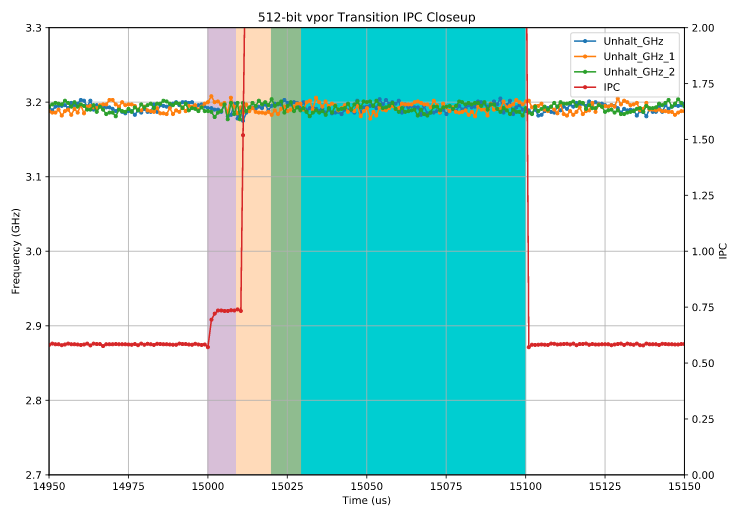 512-bit vpor Transition IPC Closeup
3.3
3.2
3.1
3.0
2.9
2.8
2.7
Frequency (GHz)
Unhalt_GHz
Unhalt_GHz_1
Unhalt_GHz_2
IPC
2.00
1.75
1.50
1.25
1.00
0.75
0.50
0.25
0.00
IPC
14950 14975 15000 15025 15050 15075 15100 15125 15150
Time (us)